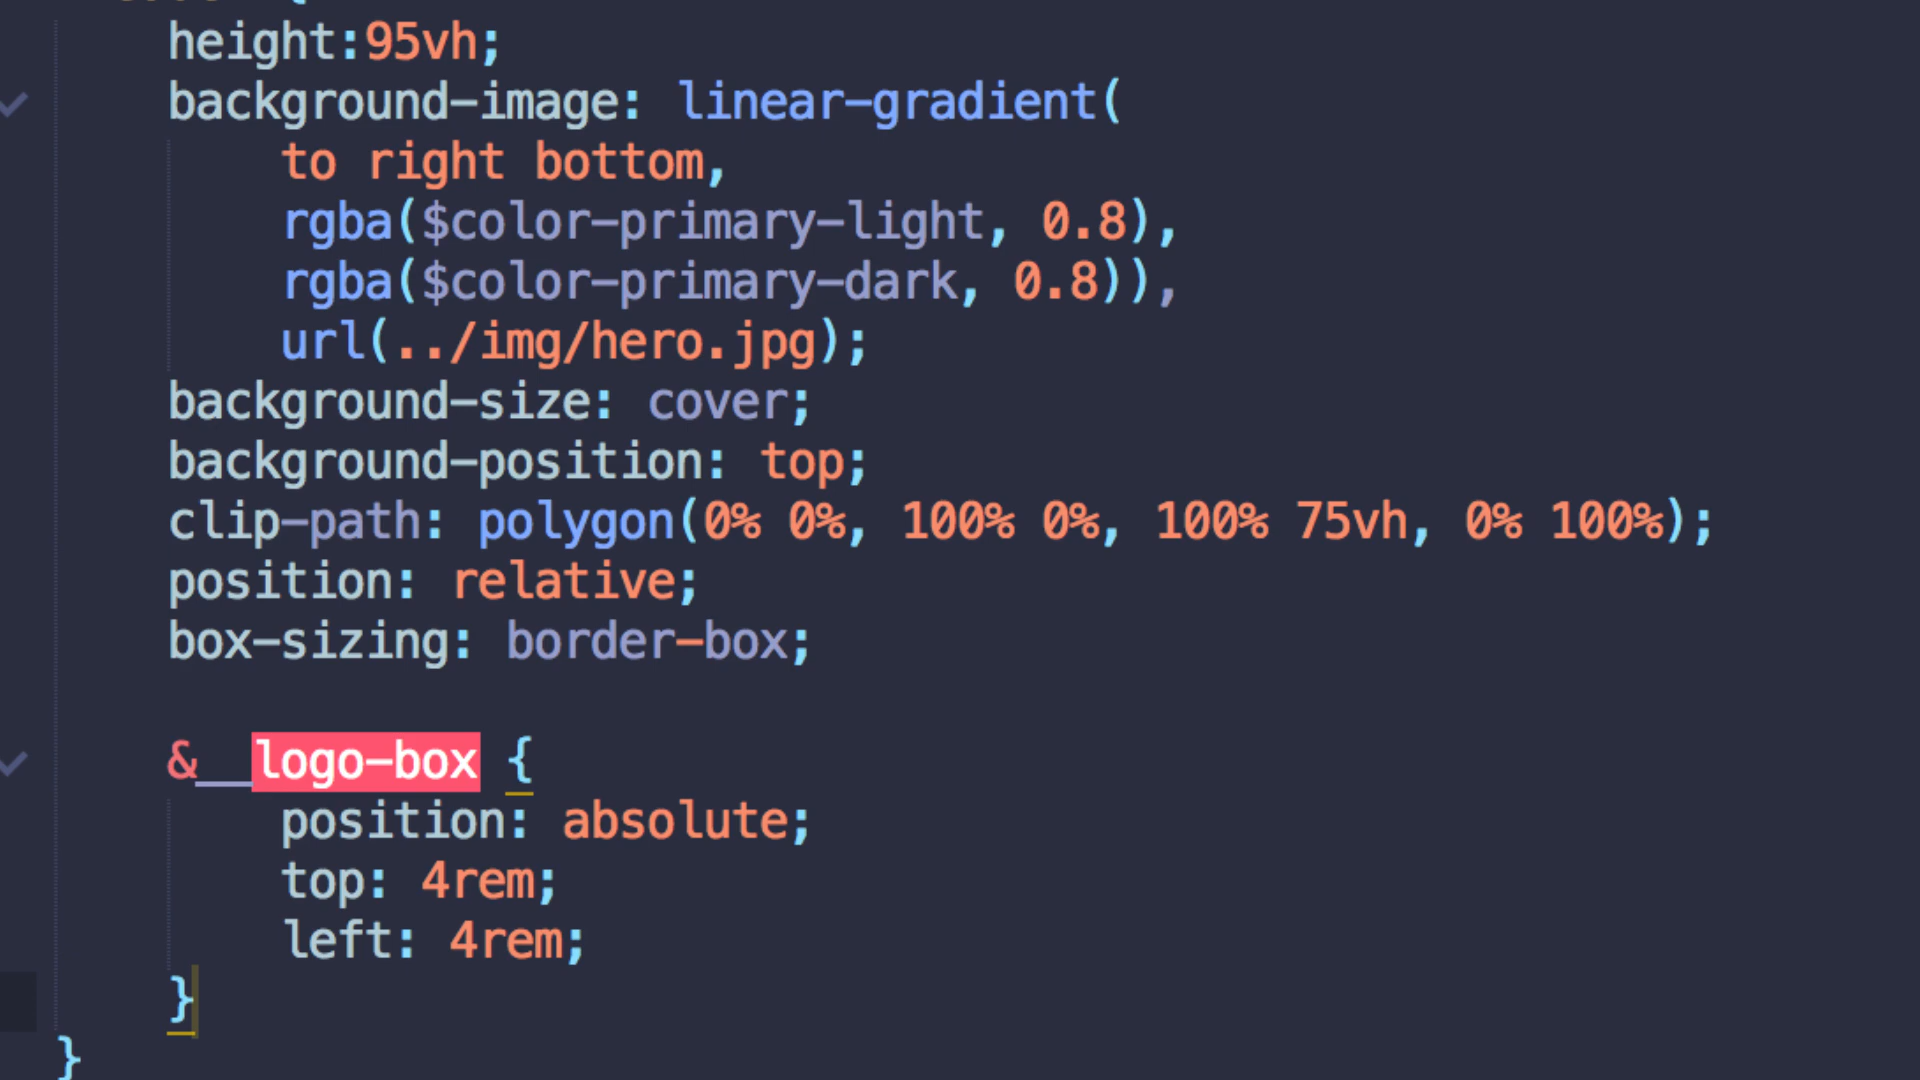 height:95vh;
background-image: linear-gradient(
to right bottom,
rgba($color-primary-light, 0.8),
rgba($color-primary-dark, 0.8)),
url(../img/hero.jpg);
background-size: cover;
background-position: top;
clip-path: polygon(0% 0%, 100% 0%, 100% 75vh, 0% 100%);
position: relative;
box-sizing: border-box;
&__logo-box {
position: absolute;
top: 4rem;
left: 4rem;
}
}